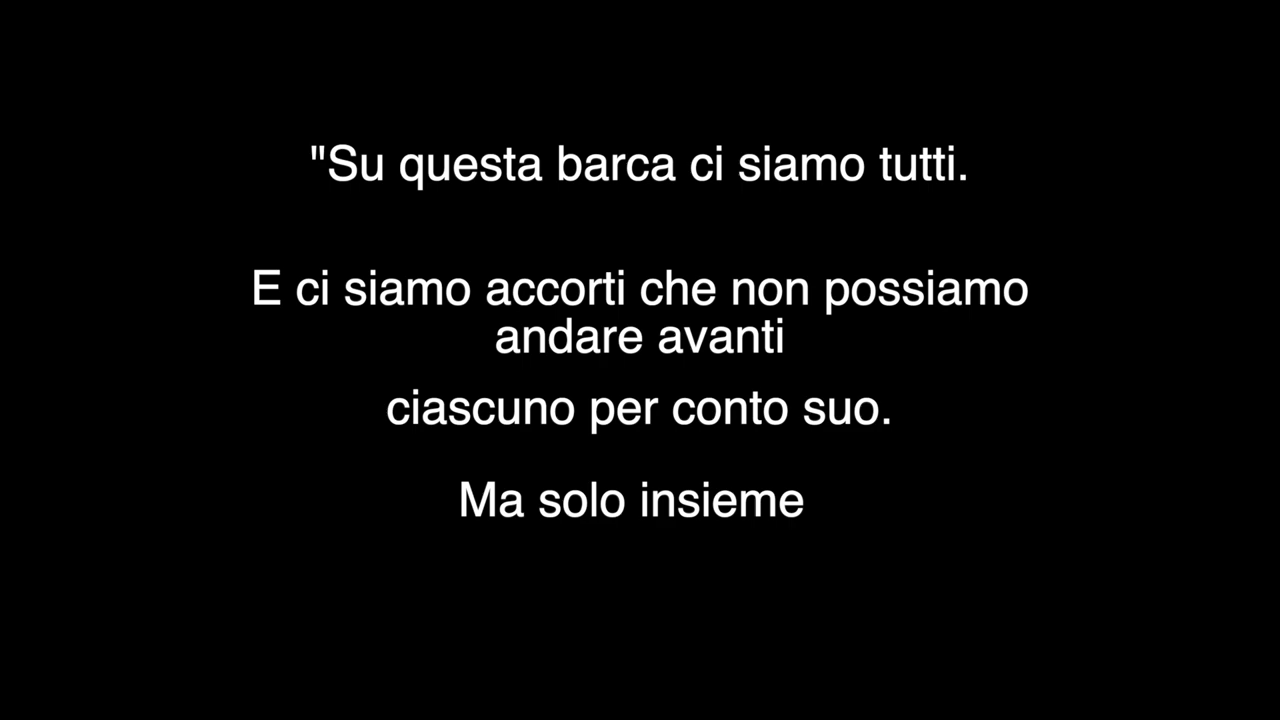 "Su questa barca ci siamo tutti.
E ci siamo accorti che non possiamo
andare avanti
ciascuno per conto suo.
Ma solo insieme